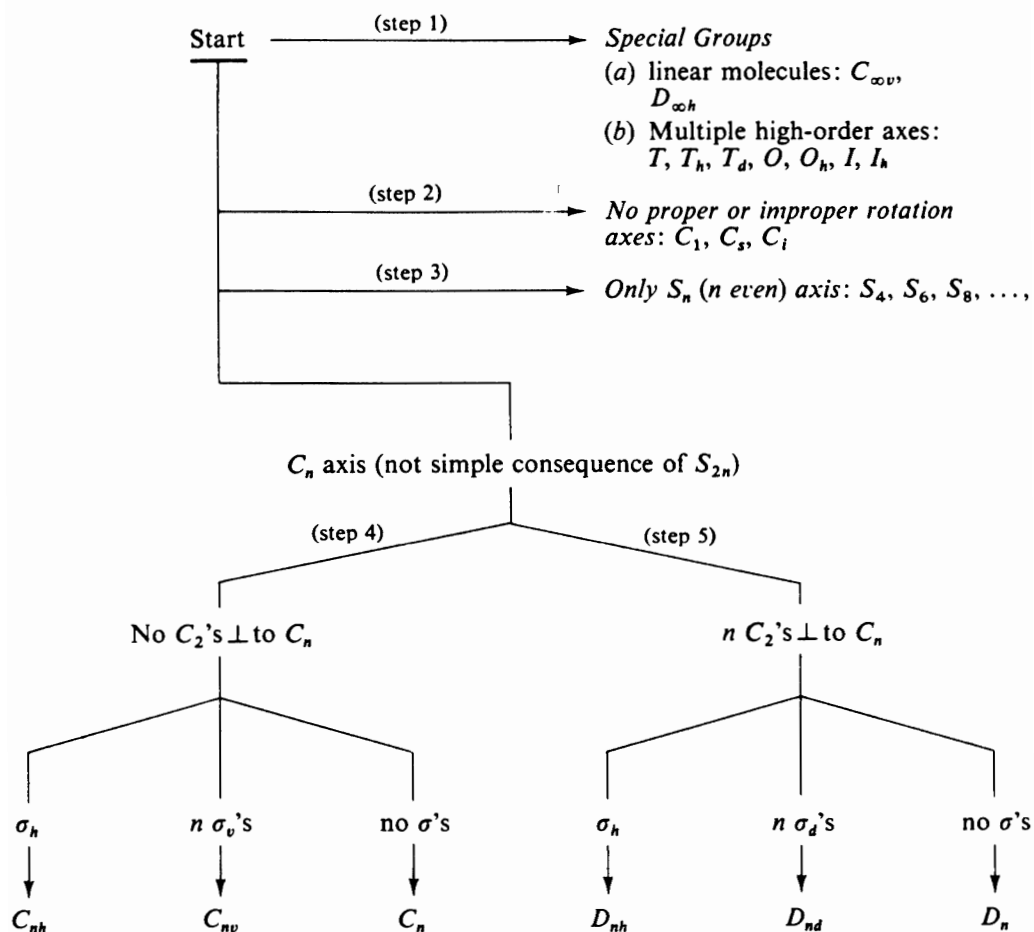 Start
(step 1)
Special Groups
(a) linear molecules: C∞v,
D∞h
(b) Multiple high-order axes:
T, Th, Td, O, Oh, I, Ih
(step 2)
No proper or improper rotation
axes: C1, Cs, Ci
(step 3)
Only Sn (n even) axis: S4, S6, S8, ...,
Cn axis (not simple consequence of S2n)
(step 4)
(step 5)
No C2's ⊥ to Cn
n C2's ⊥ to Cn
σh
n σv's
no σ's
σh
n σd's
no σ's
Cnh
Cnv
Cn
Dnh
Dnd
Dn